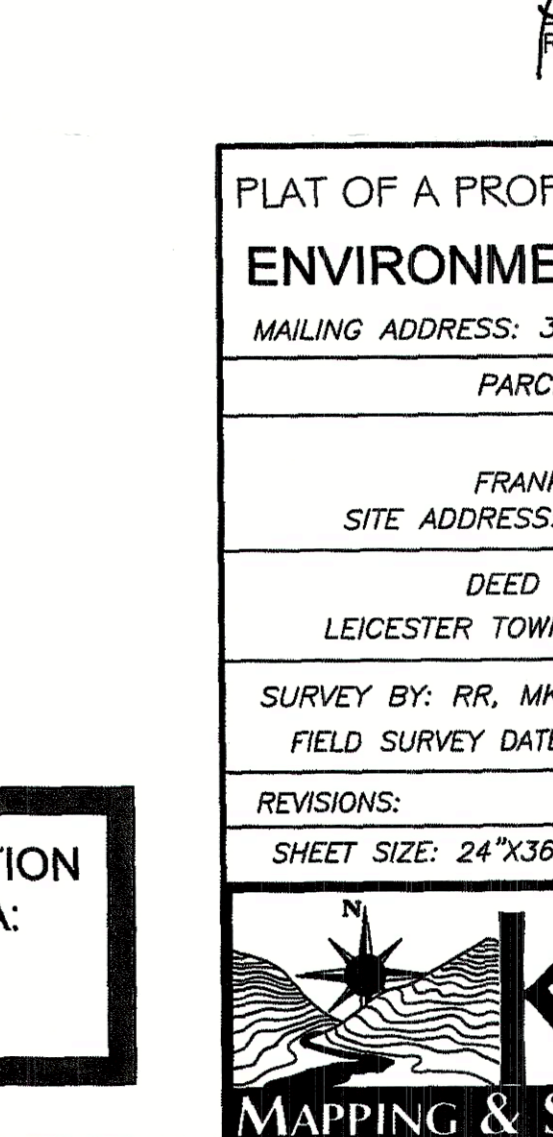 PLAT OF A PROP
ENVIRONME
MAILING ADDRESS: 3
PARC
FRANK
SITE ADDRESS:
DEED
LEICESTER TOWN
SURVEY BY: RR, MK
FIELD SURVEY DATE
REVISIONS:
SHEET SIZE: 24"X36
TION
A:
N
MAPPING & S